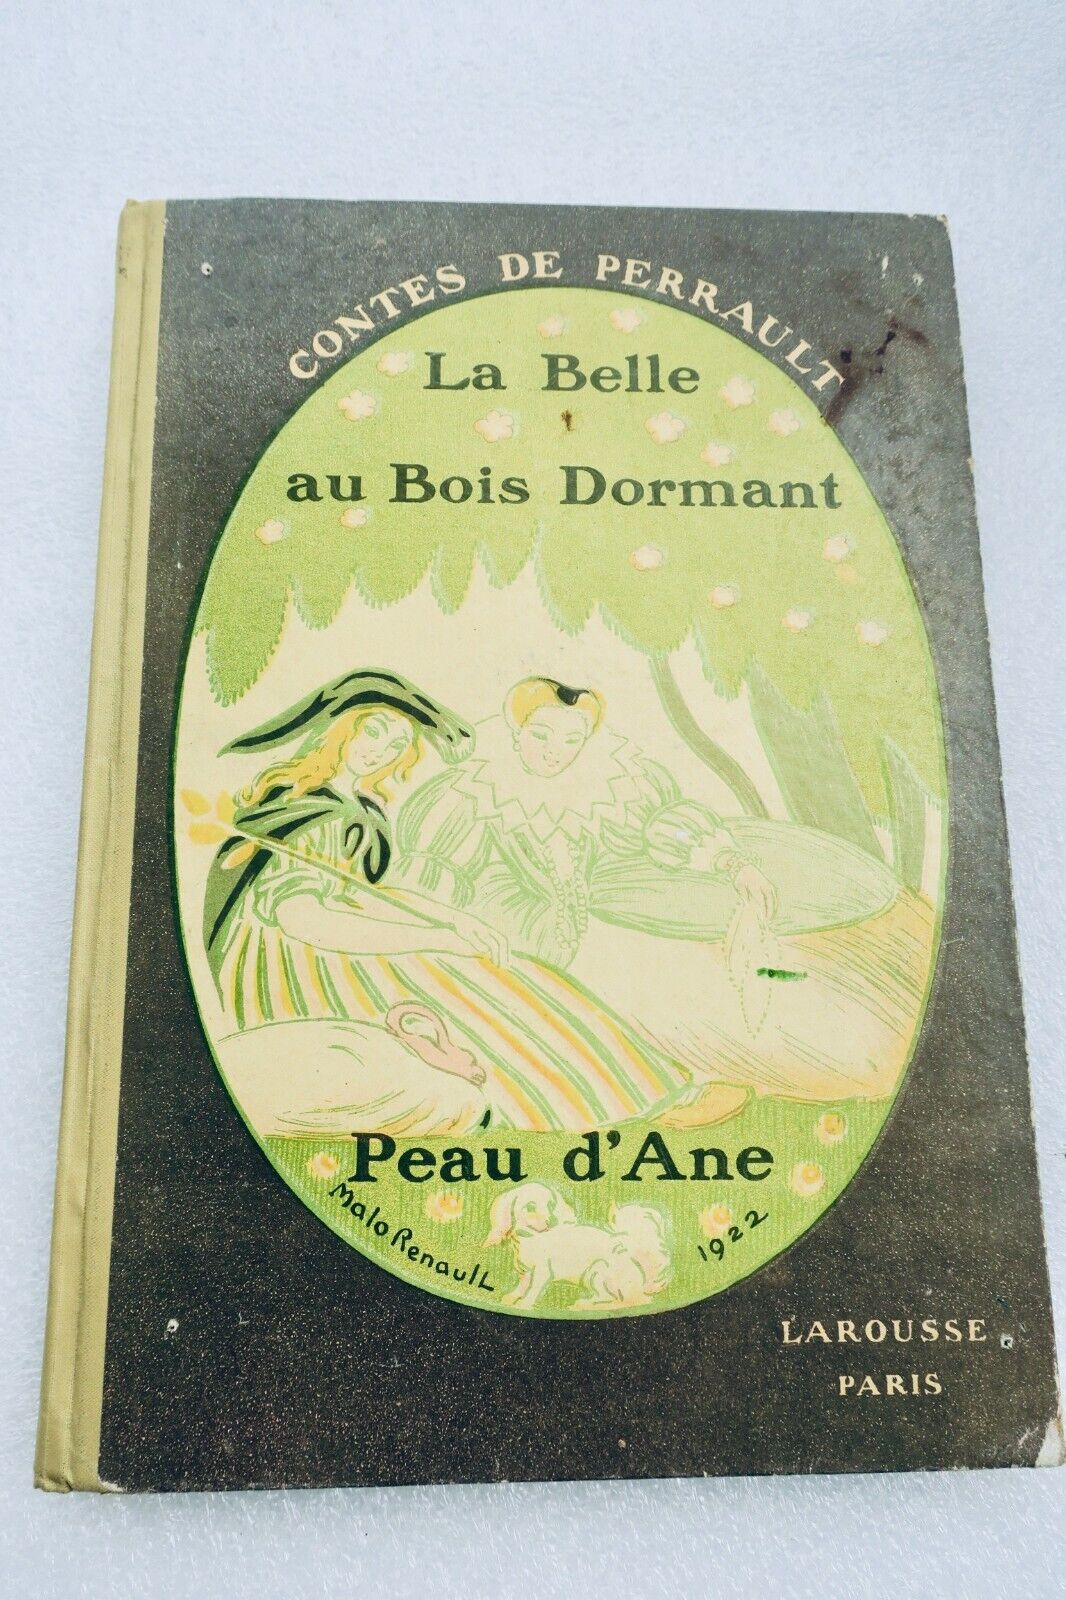 CONTES DE PERRAULT
La Belle
au Bois Dormant
Peau d'Ane
Malo Renault
1922
LAROUSSE
PARIS